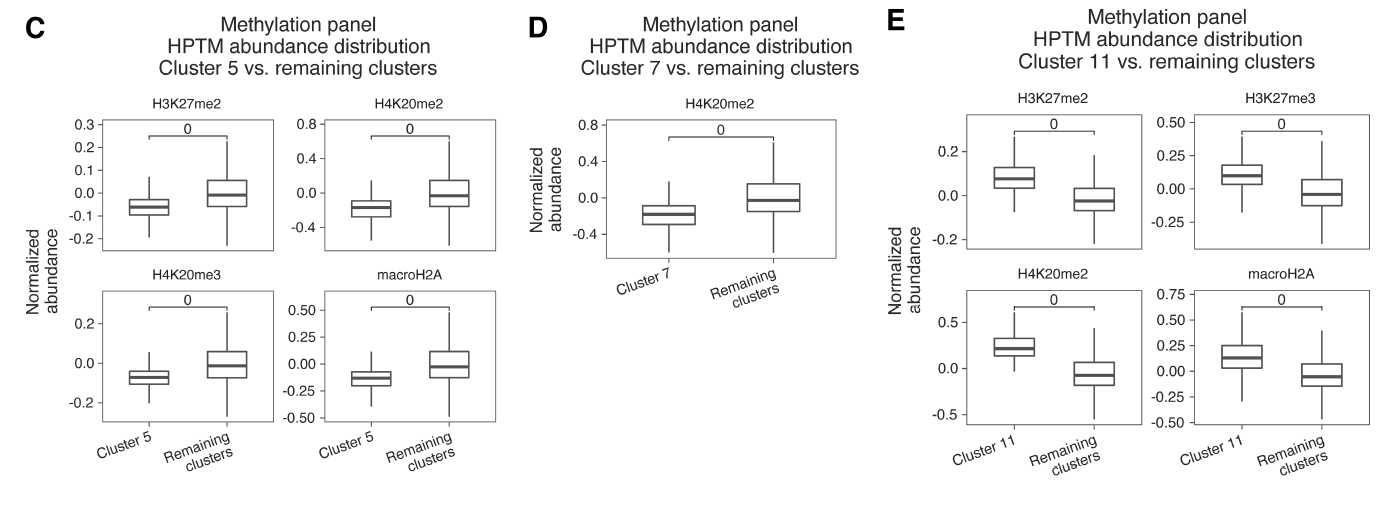 C
Methylation panel
HPTM abundance distribution
Cluster 5 vs. remaining clusters
Normalized
abundance
H3K27me2
0.3
0.2
0.1
0.0
-0.1
-0.2
0
H4K20me2
0.8
0.4
0.0
-0.4
0
H4K20me3
0.2
0.0
-0.2
0
Cluster 5
Remaining
clusters
macroH2A
0.50
0.25
0.00
-0.25
-0.50
0
Cluster 5
Remaining
clusters
D
Methylation panel
HPTM abundance distribution
Cluster 7 vs. remaining clusters
Normalized
abundance
H4K20me2
0.8
0.4
0.0
-0.4
0
Cluster 7
Remaining
clusters
E
Methylation panel
HPTM abundance distribution
Cluster 11 vs. remaining clusters
Normalized
abundance
H3K27me2
0.2
0.0
-0.2
0
H3K27me3
0.50
0.25
0.00
-0.25
0
H4K20me2
0.5
0.0
-0.5
0
Cluster 11
Remaining
clusters
macroH2A
0.75
0.50
0.25
0.00
-0.25
-0.50
0
Cluster 11
Remaining
clusters